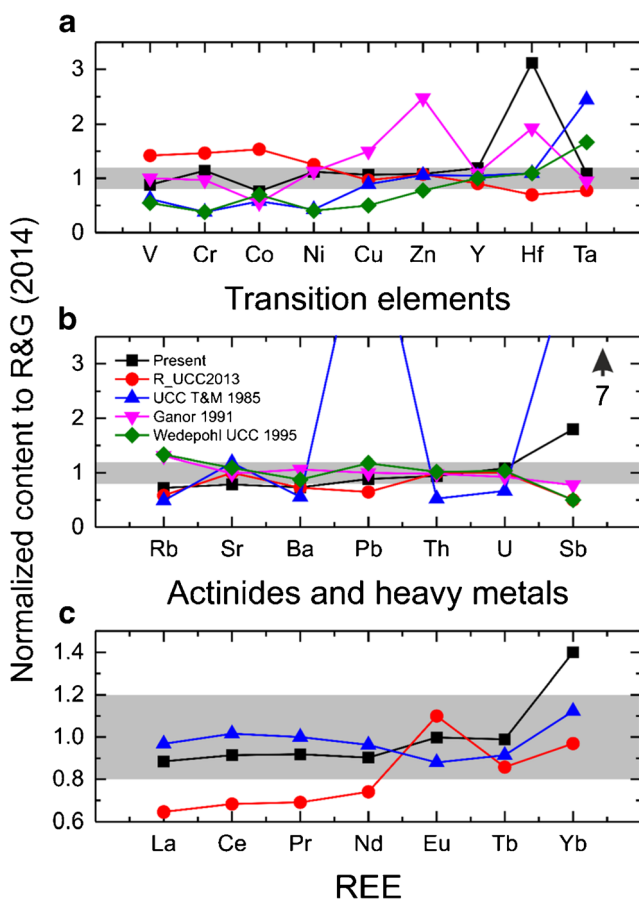 a
3
2
1
0
V Cr Co Ni Cu Zn Y Hf Ta
Transition elements
Normalized content to R&G (2014)
b
3
2
1
0
Present
R_UCC2013
UCC T&M 1985
Ganor 1991
Wedepohl UCC 1995
7
Rb Sr Ba Pb Th U Sb
Actinides and heavy metals
c
1.4
1.2
1.0
0.8
0.6
La Ce Pr Nd Eu Tb Yb
REE